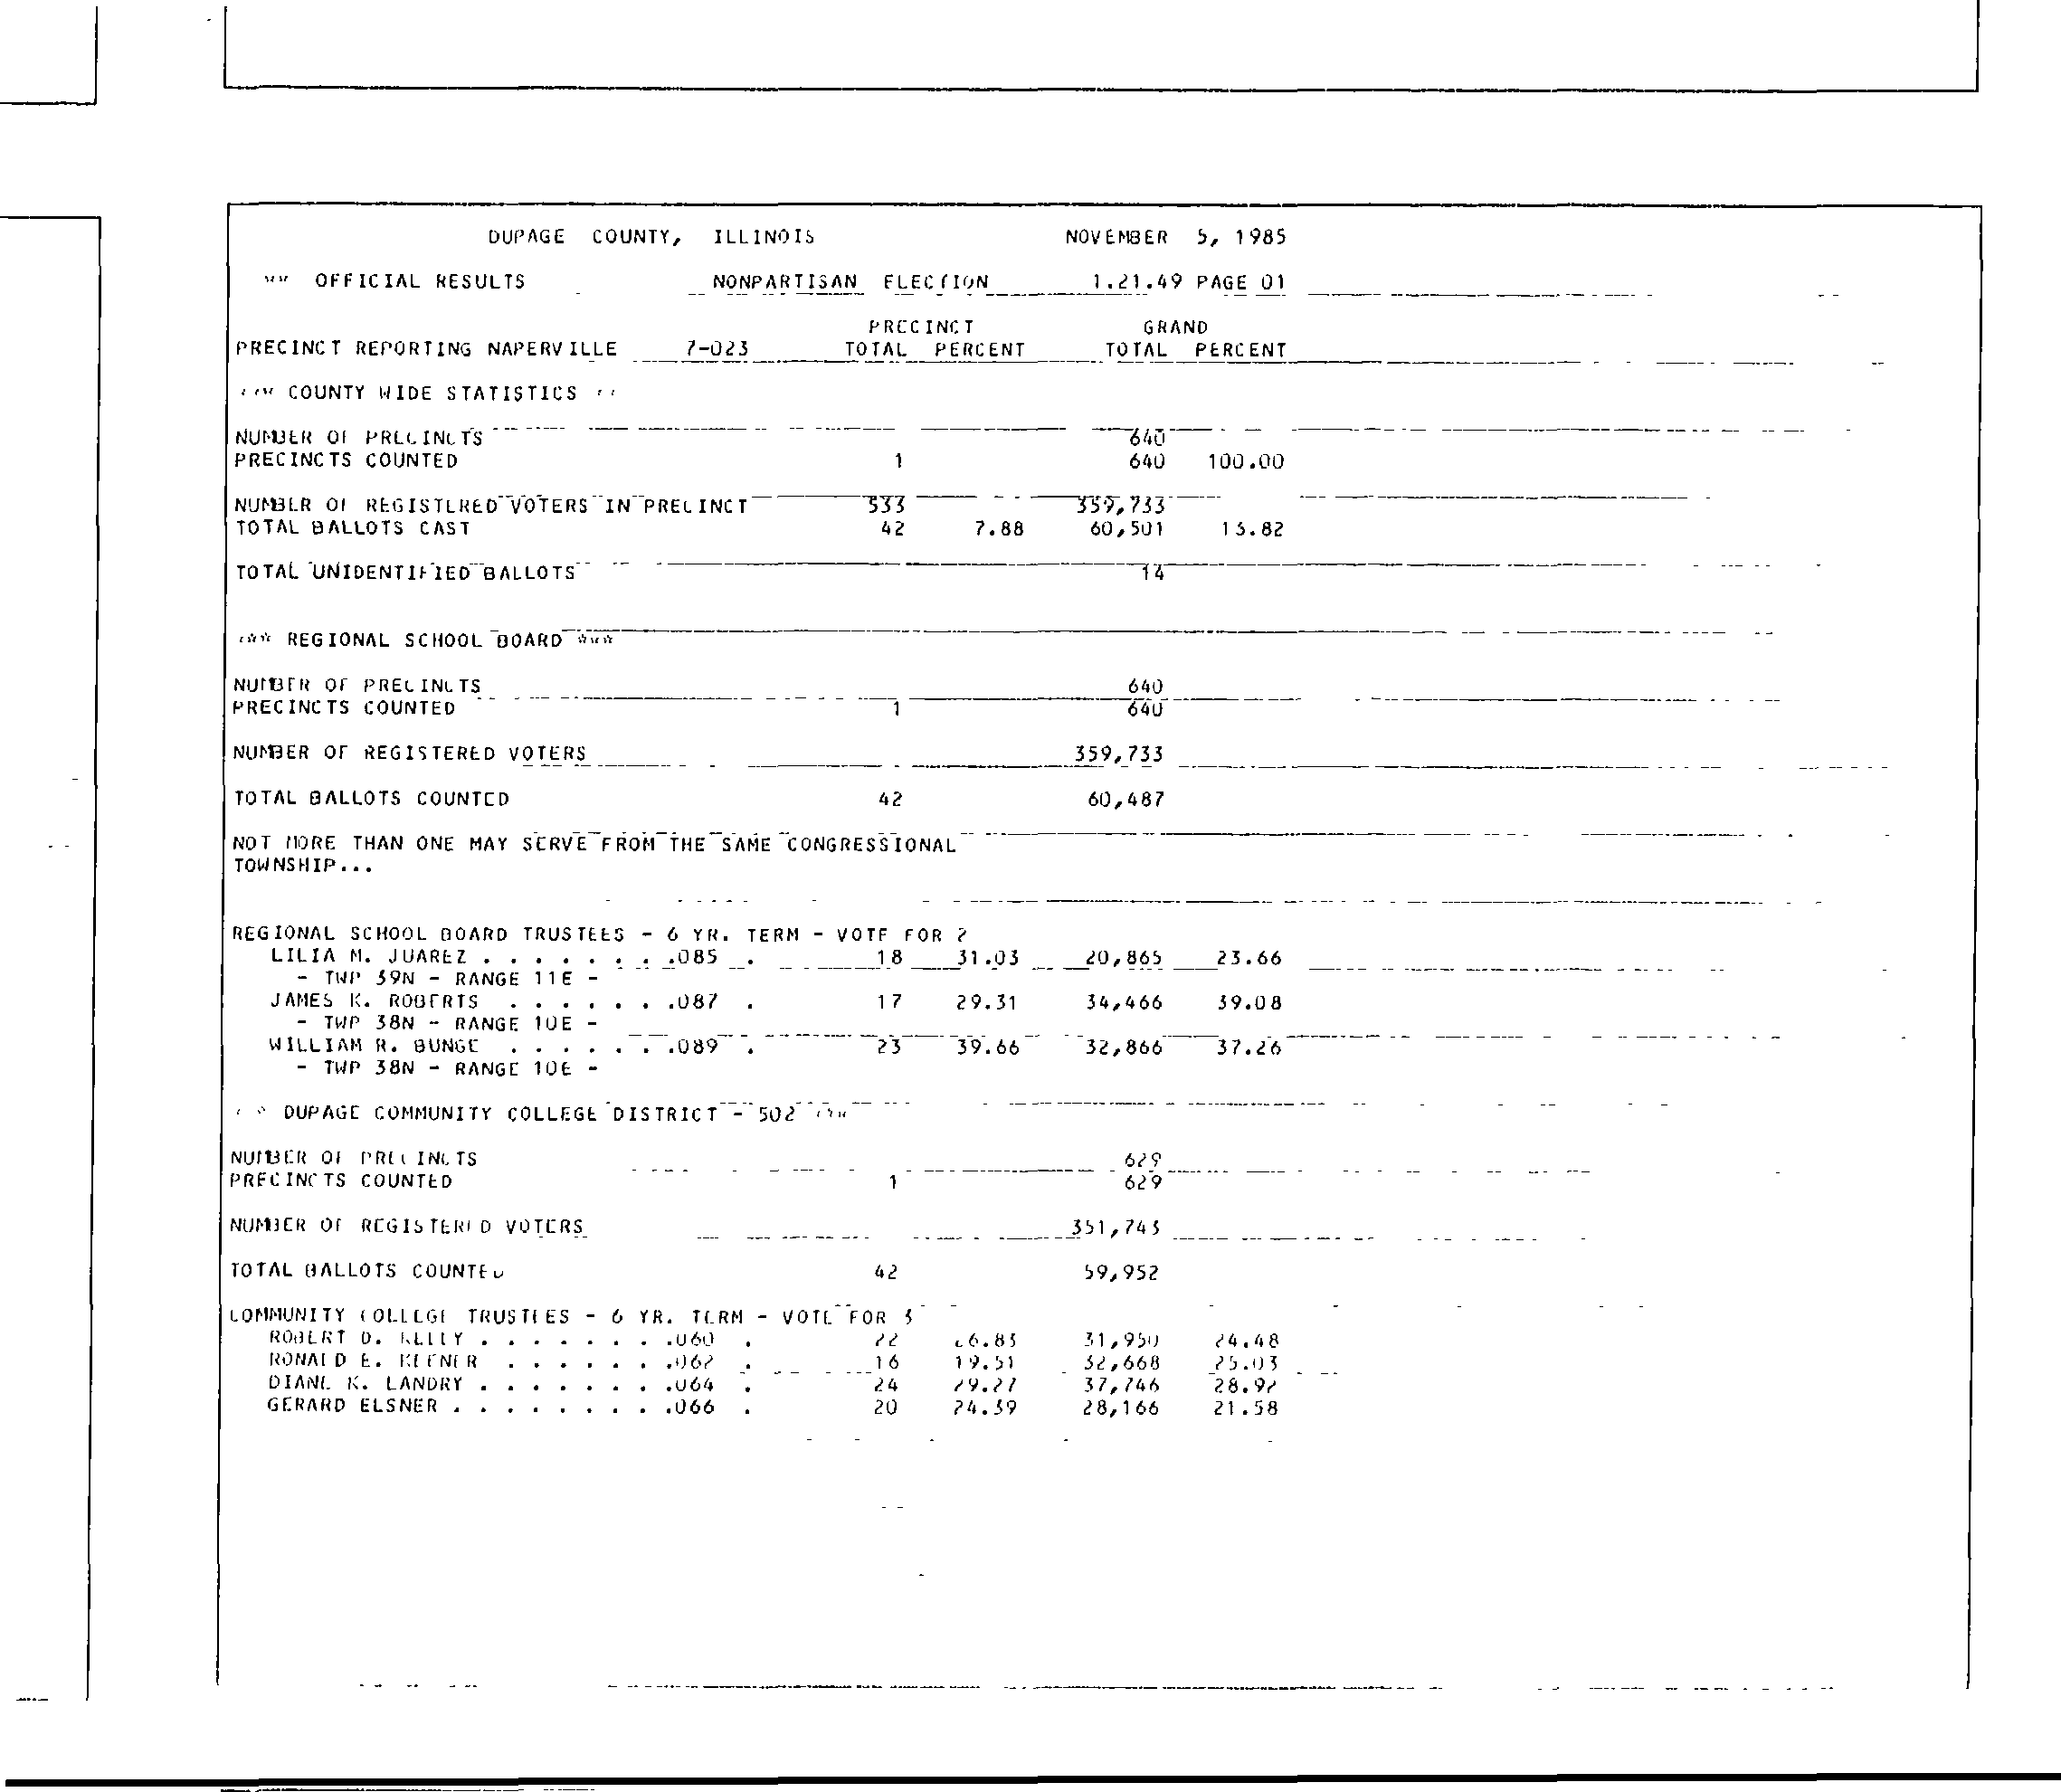 DUPAGE COUNTY, ILLINOIS NOVEMBER 5, 1985
** OFFICIAL RESULTS NONPARTISAN ELECTION 1.21.49 PAGE 01
PRECINCT GRAND
PRECINCT REPORTING NAPERVILLE 7-023 TOTAL PERCENT TOTAL PERCENT
*** COUNTY WIDE STATISTICS **
NUMBER OF PRECINCTS 640
PRECINCTS COUNTED 1 640 100.00
NUMBER OF REGISTERED VOTERS IN PRECINCT 533 359,733
TOTAL BALLOTS CAST 42 7.88 60,501
TOTAL UNIDENTIFIED BALLOTS 14
*** REGIONAL SCHOOL BOARD ***
NUMBER OF PRECINCTS 640
PRECINCTS COUNTED 1 640
NUMBER OF REGISTERED VOTERS 359,733
TOTAL BALLOTS COUNTED 42 60,487
NOT MORE THAN ONE MAY SERVE FROM THE SAME CONGRESSIONAL
TOWNSHIP...
REGIONAL SCHOOL BOARD TRUSTEES - 6 YR. TERM - VOTE FOR 2
LILIA M. JUAREZ . . . . . . . .085 . 18 31.03 20,865 23.66
- TWP 39N - RANGE 11E -
JAMES K. ROBERTS . . . . . . .087 . 17 29.31 34,466 39.08
- TWP 38N - RANGE 10E -
WILLIAM R. BUNGE . . . . . . .089 . 23 39.66 32,866 37.26
- TWP 38N - RANGE 10E -
DUPAGE COMMUNITY COLLEGE DISTRICT - 502 ***
NUMBER OF PRECINCTS 629
PRECINCTS COUNTED 1 629
NUMBER OF REGISTERED VOTERS 351,743
TOTAL BALLOTS COUNTED 42 59,952
COMMUNITY COLLEGE TRUSTEES - 6 YR. TERM - VOTE FOR 3
ROBERT D. KELLY . . . . . . . .060 . 22 26.83 31,950 24.48
RONALD E. KEENER . . . . . . .062 . 16 19.51 32,668 25.03
DIANE K. LANDRY . . . . . . . .064 . 24 29.27 37,746 28.92
GERARD ELSNER . . . . . . . . .066 . 20 24.39 28,166 21.58